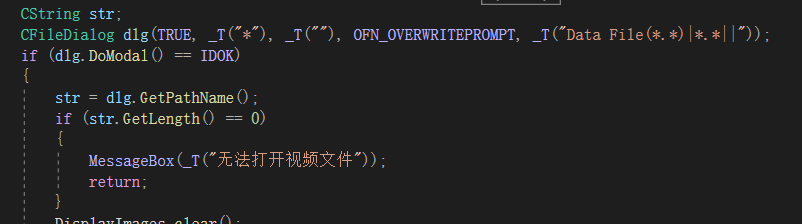 CString str;
CFileDialog dlg(TRUE, _T("*"), _T(""), OFN_OVERWRITEPROMPT, _T("Data File(*.*)|*.*||"));
if (dlg.DoModal() == IDOK)
{
str = dlg.GetPathName();
if (str.GetLength() == 0)
{
MessageBox(_T("无法打开视频文件"));
return;
}
DisplayImages.clear();